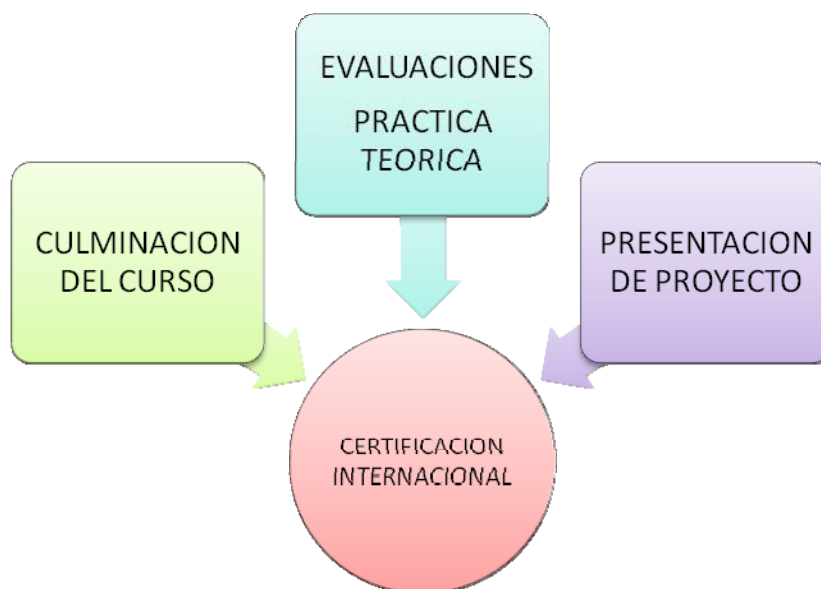 EVALUACIONES
PRACTICA
TEORICA
CULMINACION
DEL CURSO
PRESENTACION
DE PROYECTO
CERTIFICACION
INTERNACIONAL